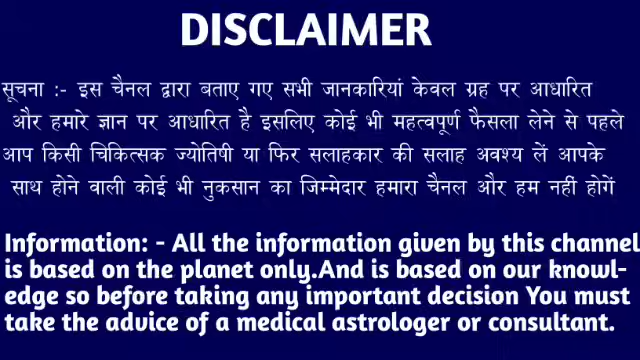 DISCLAIMER
सूचना :- इस चैनल द्वारा बताए गए सभी जानकारियां केवल ग्रह पर आधारित
और हमारे ज्ञान पर आधारित है इसलिए कोई भी महत्वपूर्ण फैसला लेने से पहले
आप किसी चिकित्सक ज्योतिषी या फिर सलाहकार की सलाह अवश्य लें आपके
साथ होने वाली कोई भी नुकसान का जिम्मेदार हमारा चैनल और हम नहीं होगें
Information: - All the information given by this channel
is based on the planet only.And is based on our knowl-
edge so before taking any important decision You must
take the advice of a medical astrologer or consultant.